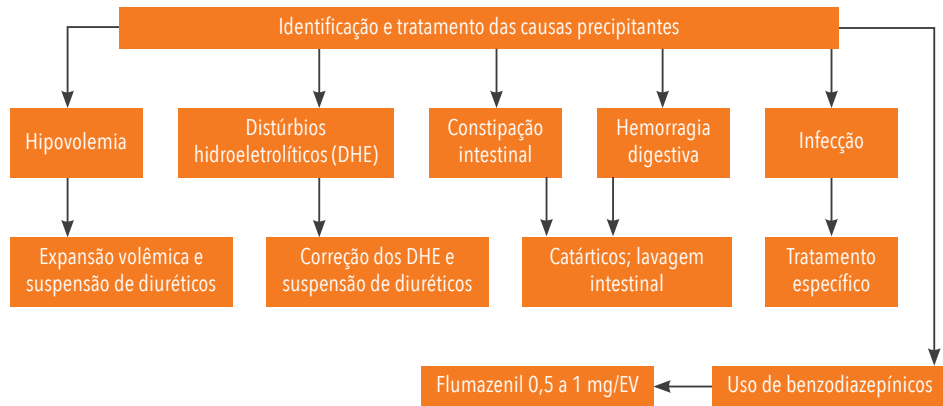 Identificação e tratamento das causas precipitantes
Hipovolemia
Distúrbios
hidroeletrolíticos (DHE)
Constipação
intestinal
Hemorragia
digestiva
Infecção
Expansão volêmica e
suspensão de diuréticos
Correção dos DHE e
suspensão de diuréticos
Catárticos; lavagem
intestinal
Tratamento
específico
Flumazenil 0,5 a 1 mg/EV
Uso de benzodiazepínicos